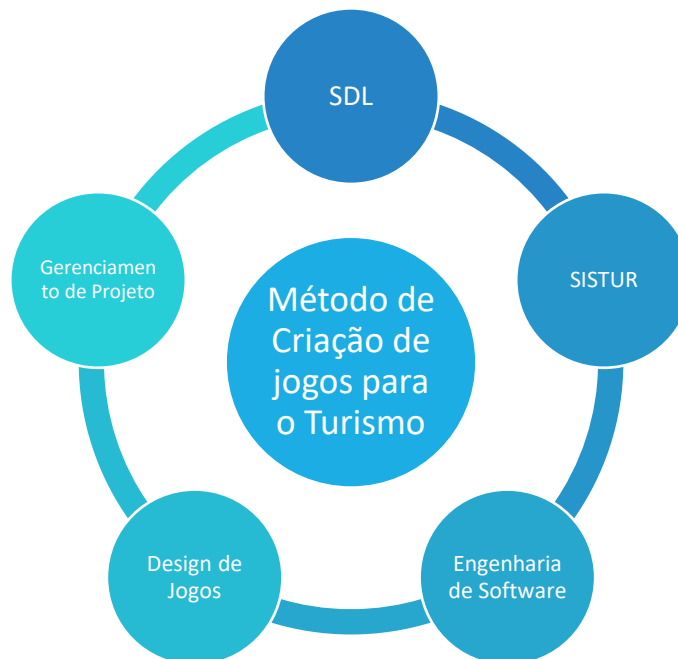 SDL
SISTUR
Gerenciamen
to de Projeto
Método de
Criação de
jogos para
o Turismo
Design de
Jogos
Engenharia
de Software